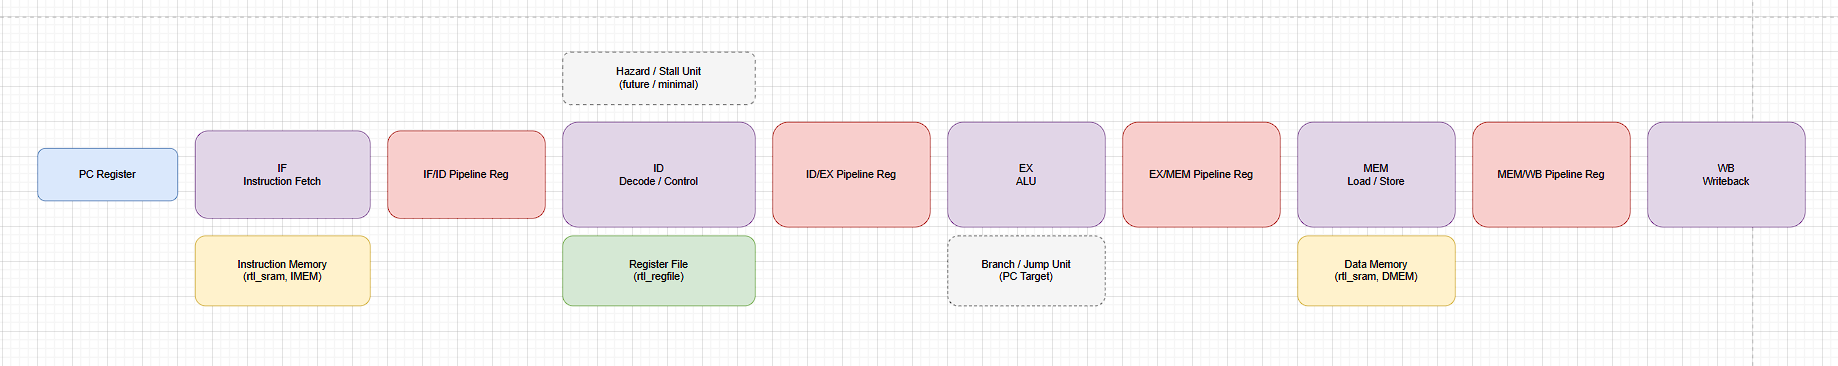 Hazard / Stall Unit
(future / minimal)
PC Register
IF
Instruction Fetch
IF/ID Pipeline Reg
ID
Decode / Control
ID/EX Pipeline Reg
EX
ALU
EX/MEM Pipeline Reg
MEM
Load / Store
MEM/WB Pipeline Reg
WB
Writeback
Instruction Memory
(rtl_sram, IMEM)
Register File
(rtl_regfile)
Branch / Jump Unit
(PC Target)
Data Memory
(rtl_sram, DMEM)